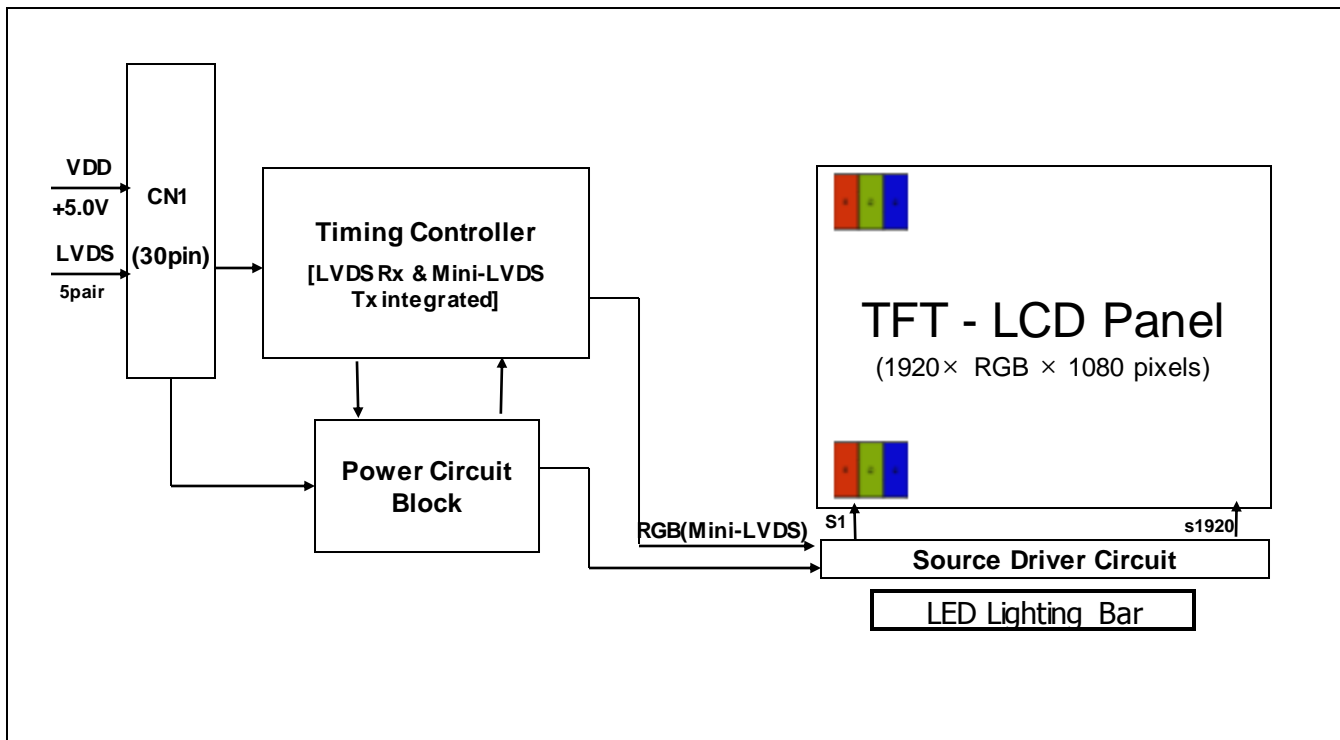 VDD
+5.0V
LVDS
5pair
CN1
(30pin)
Timing Controller
[LVDS Rx & Mini-LVDS
Tx integrated]
Power Circuit
Block
RGB(Mini-LVDS)
TFT - LCD Panel
(1920× RGB × 1080 pixels)
S1
s1920
Source Driver Circuit
LED Lighting Bar